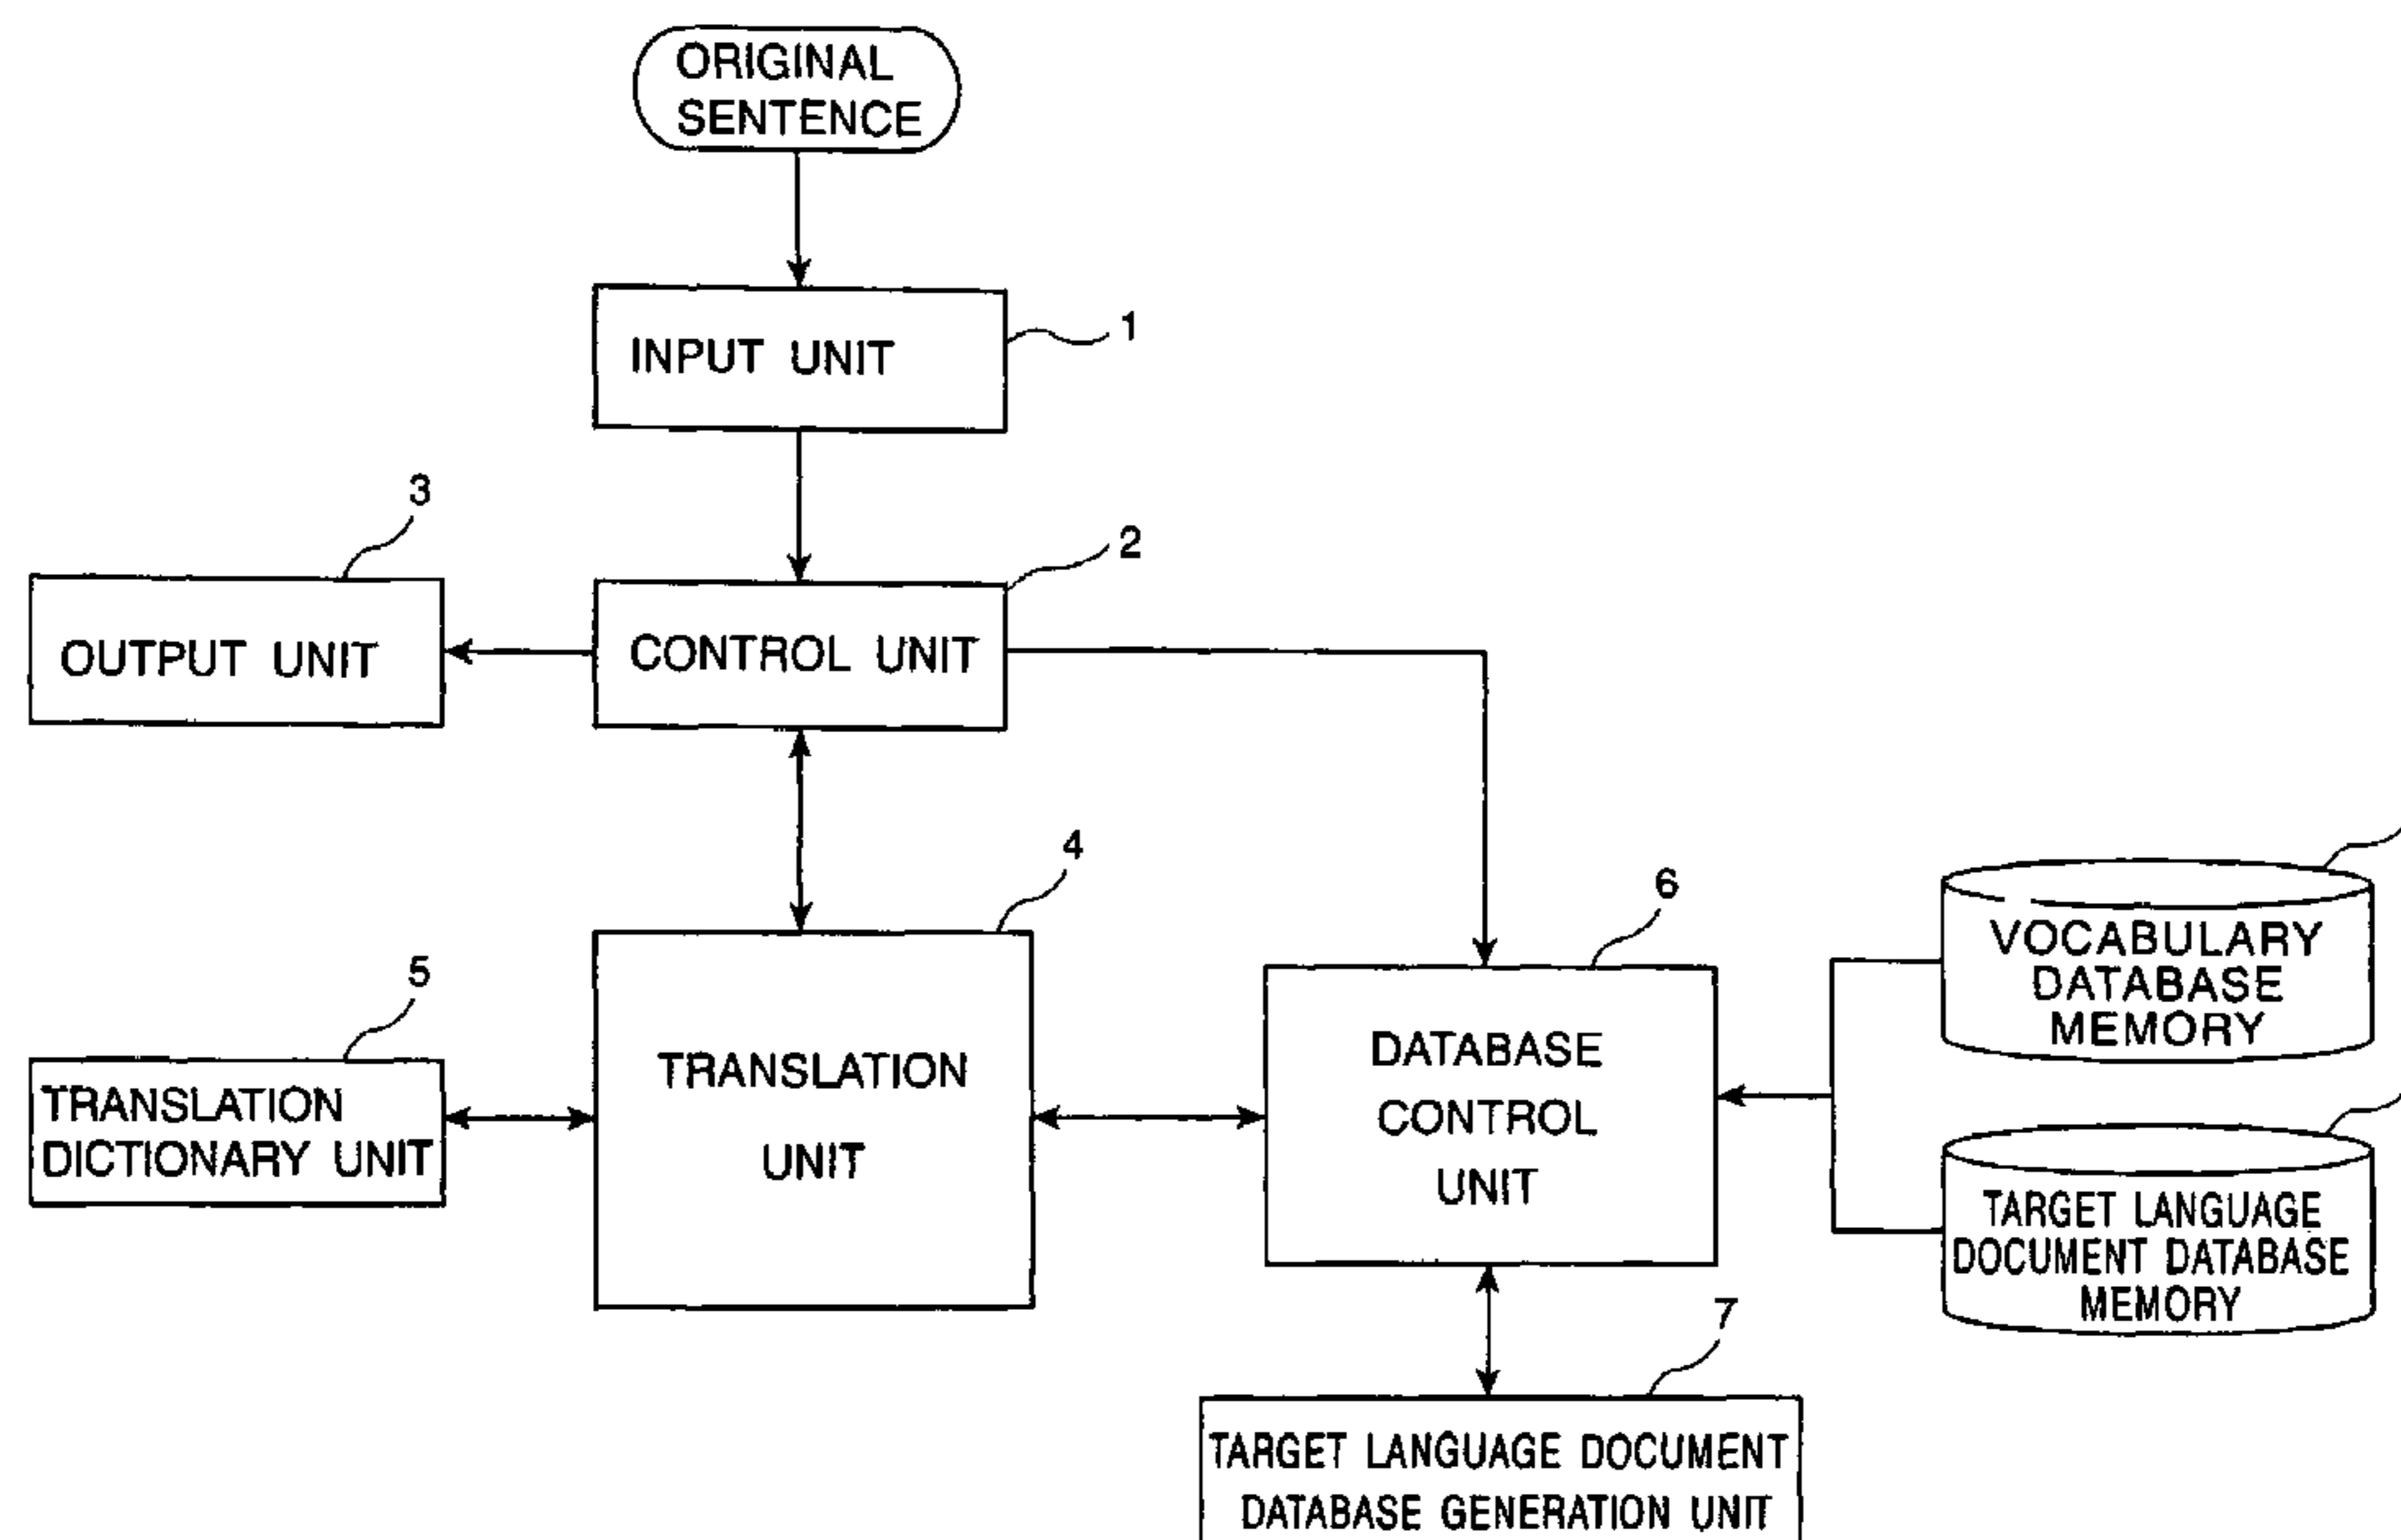 ORIGINAL
SENTENCE
INPUT UNIT
1
3
2
OUTPUT UNIT
CONTROL UNIT
4
5
6
TRANSLATION
DICTIONARY UNIT
TRANSLATION
UNIT
DATABASE
CONTROL
UNIT
VOCABULARY
DATABASE
MEMORY
TARGET LANGUAGE
DOCUMENT DATABASE
MEMORY
7
TARGET LANGUAGE DOCUMENT
DATABASE GENERATION UNIT